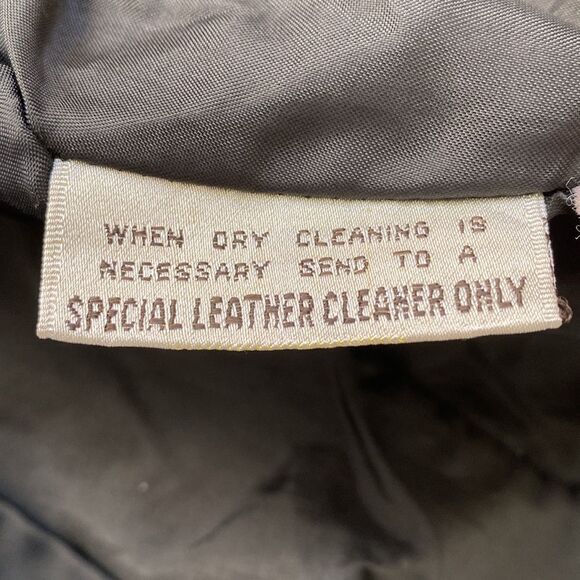 WHEN DRY CLEANING IS
NECESSARY SEND TO A
SPECIAL LEATHER CLEANER ONLY